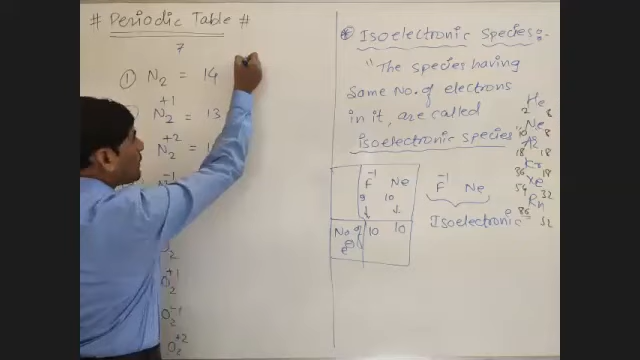 # Periodic Table #
7
① N2 = 14
N2 +1 = 13
N2 +2 = 1
-1
O2 +1
O2 -1
O2 +2
Isoelectronic Species:-
"The species having
Same No. of electrons
in it, are called
isoelectronic species
2 He 8
10 Ne 8
18 Ar 18
36 Kr 18
54 Xe 32
86 Rn 32
F-1 Ne
9 10
No. of e⊖ 10 10
F-1 Ne
Isoelectronic